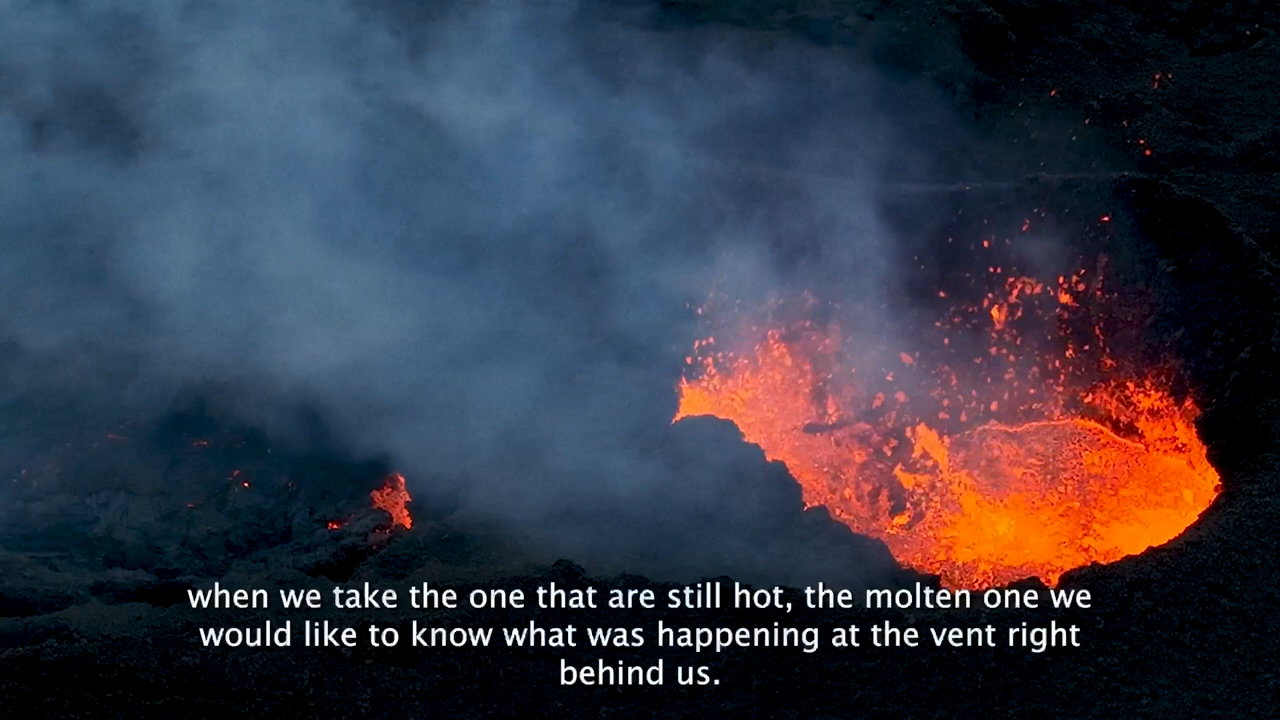 when we take the one that are still hot, the molten one we
would like to know what was happening at the vent right
behind us.